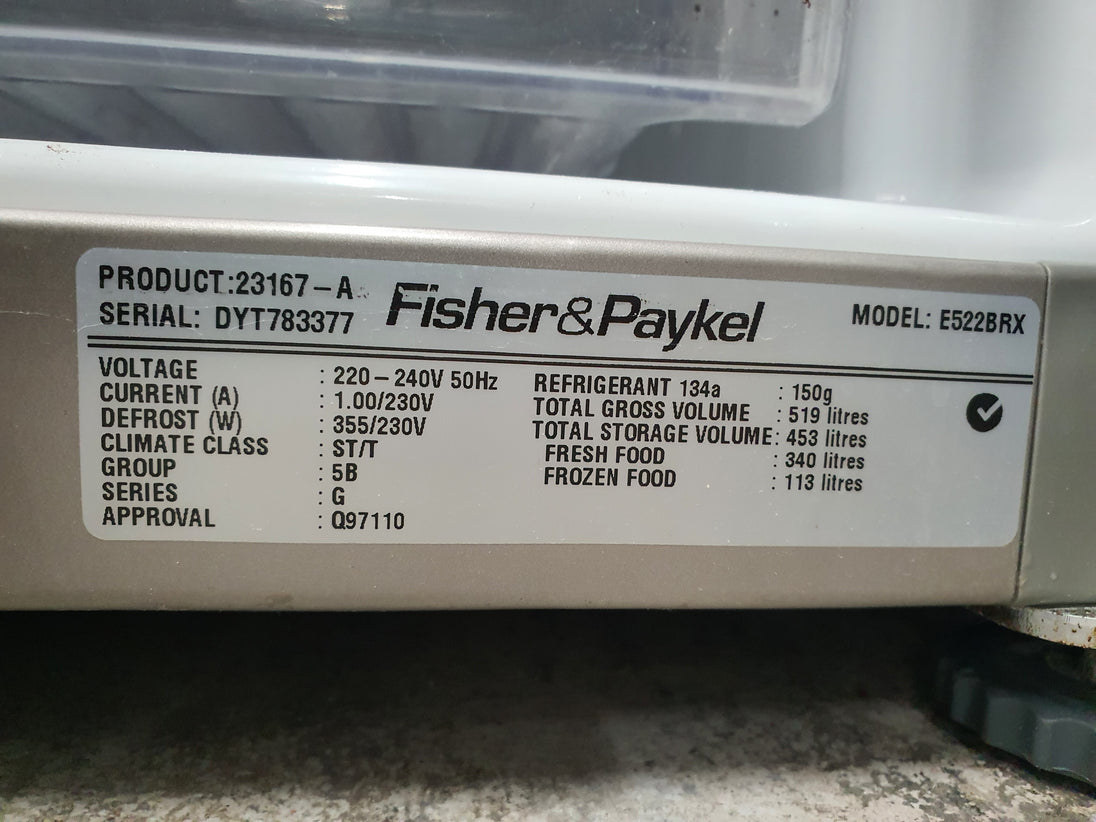 PRODUCT:23167-A
SERIAL: DYT783377
Fisher&Paykel
MODEL: E522BRX
VOLTAGE : 220-240V 50Hz
CURRENT (A) : 1.00/230V
DEFROST (W) : 355/230V
CLIMATE CLASS : ST/T
GROUP : 5B
SERIES : G
APPROVAL : Q97110
REFRIGERANT 134a : 150g
TOTAL GROSS VOLUME : 519 litres
TOTAL STORAGE VOLUME: 453 litres
FRESH FOOD : 340 litres
FROZEN FOOD : 113 litres